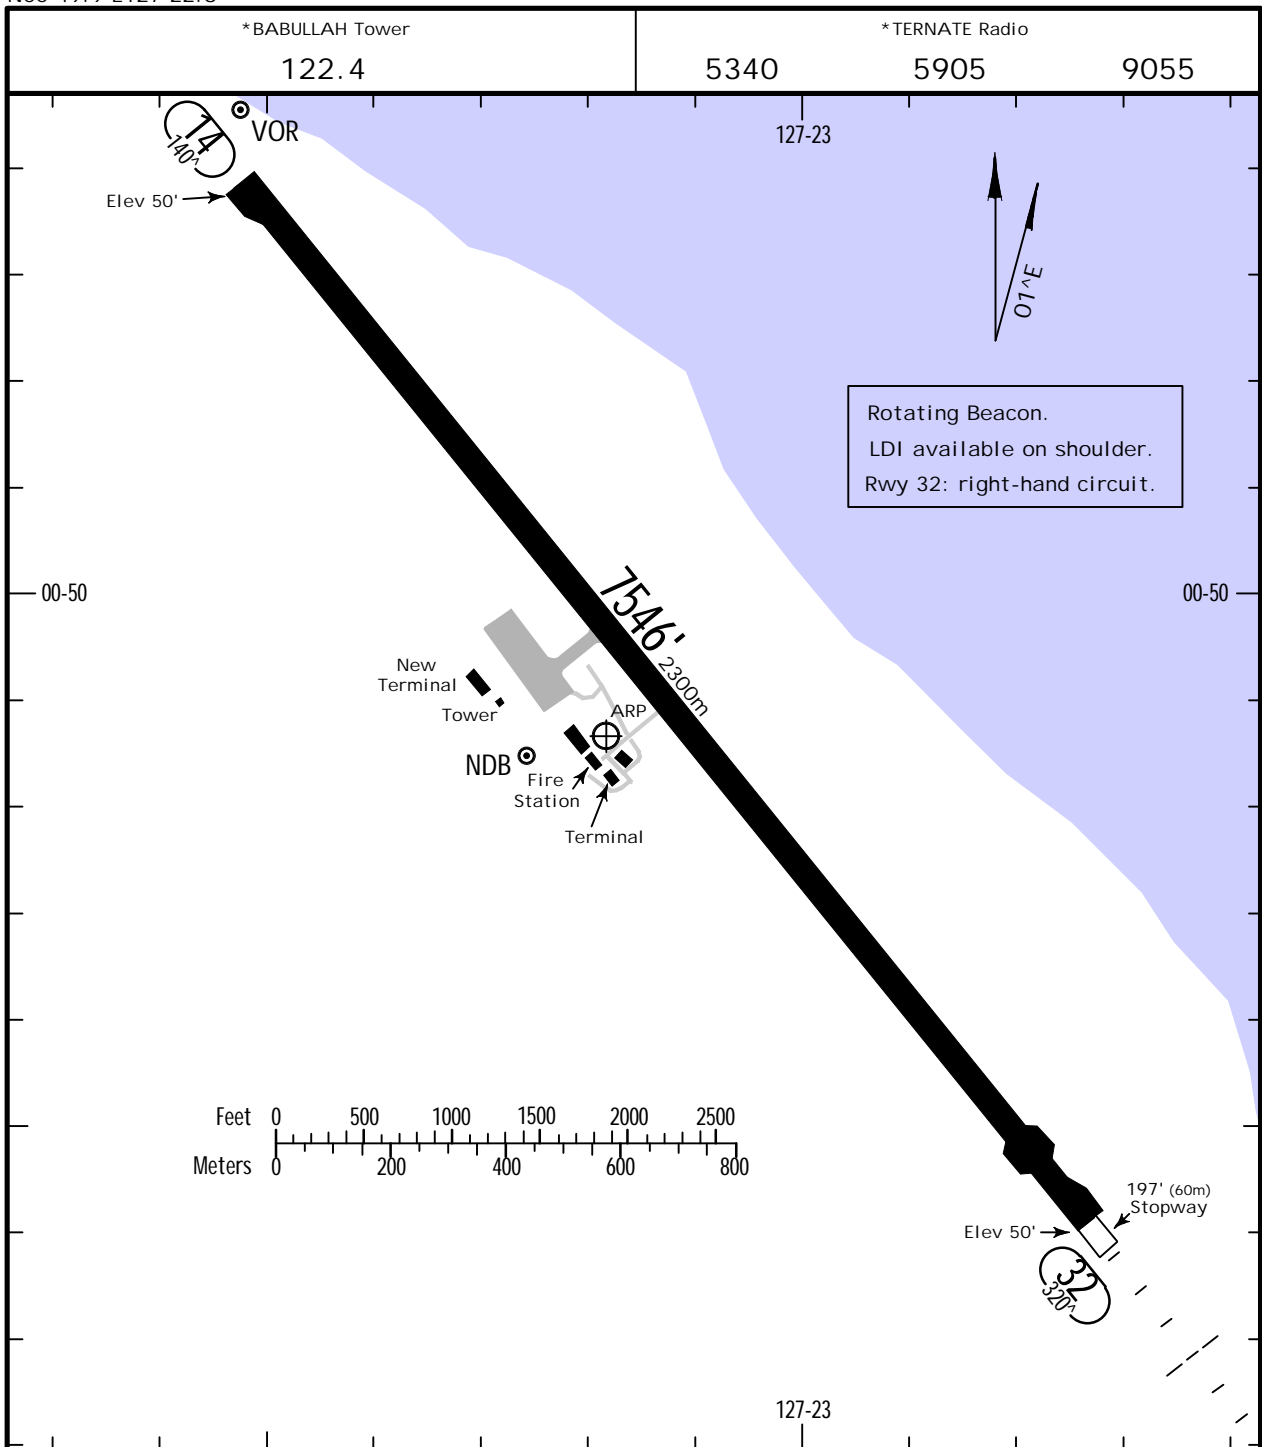 *BABULLAH Tower
122.4
*TERNATE Radio
5340 5905 9055
14
140^
VOR
127-23
Elev 50'
01^E
Rotating Beacon.
LDI available on shoulder.
Rwy 32: right-hand circuit.
00-50
00-50
7546'
2300m
New
Terminal
Tower
ARP
NDB
Fire
Station
Terminal
Feet 0 500 1000 1500 2000 2500
Meters 0 200 400 600 800
197' (60m)
Stopway
Elev 50'
32
320^
127-23